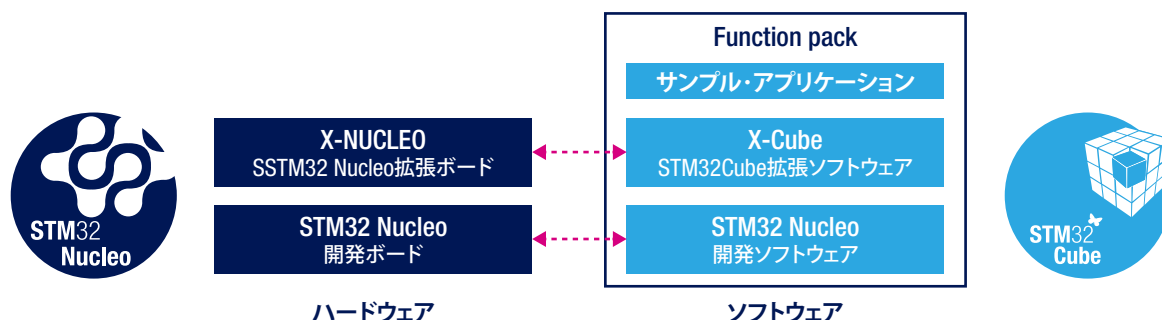 Function pack
サンプル・アプリケーション
X-NUCLEO
SSTM32 Nucleo拡張ボード
X-Cube
STM32Cube拡張ソフトウェア
STM32
Nucleo
STM32 Nucleo
開発ボード
STM32 Nucleo
開発ソフトウェア
STM32
Cube
ハードウェア
ソフトウェア